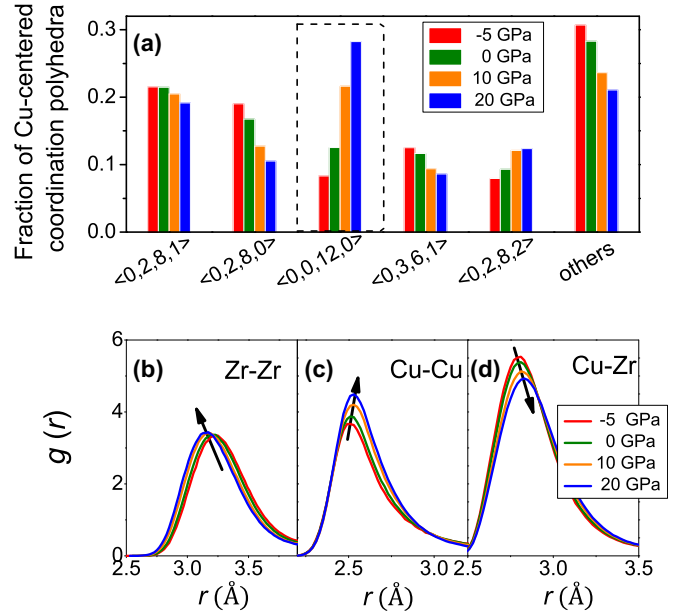 Fraction of Cu-centered
coordination polyhedra
0.3
0.2
0.1
0.0
(a)
-5 GPa
0 GPa
10 GPa
20 GPa
<0,2,8,1>
<0,2,8,0>
<0,0,12,0>
<0,3,6,1>
<0,2,8,2>
others
g (r)
6
4
2
0
(b)
Zr-Zr
(c)
Cu-Cu
(d)
Cu-Zr
-5 GPa
0 GPa
10 GPa
20 GPa
2.5
3.0
3.5
2.5
3.0
2.5
3.0
3.5
r (Å)
r (Å)
r (Å)